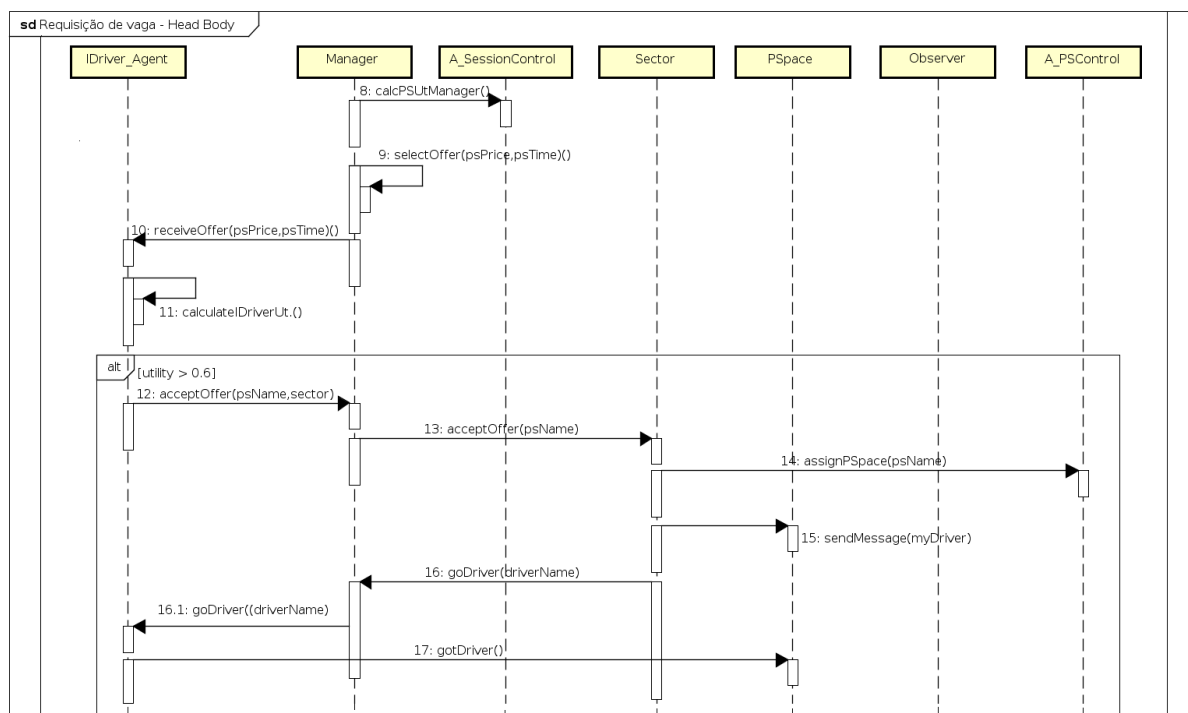 sd Requisição de vaga - Head Body
IDriver_Agent
Manager
A_SessionControl
Sector
PSpace
Observer
A_PSControl
8: calcPSUtManager()
9: selectOffer(psPrice,psTime)()
10: receiveOffer(psPrice,psTime)()
11: calculateIDriverUt.()
alt
[utility > 0.6]
12: acceptOffer(psName,sector)
13: acceptOffer(psName)
14: assignPSpace(psName)
15: sendMessage(myDriver)
16: goDriver(driverName)
16.1: goDriver((driverName)
17: gotDriver()